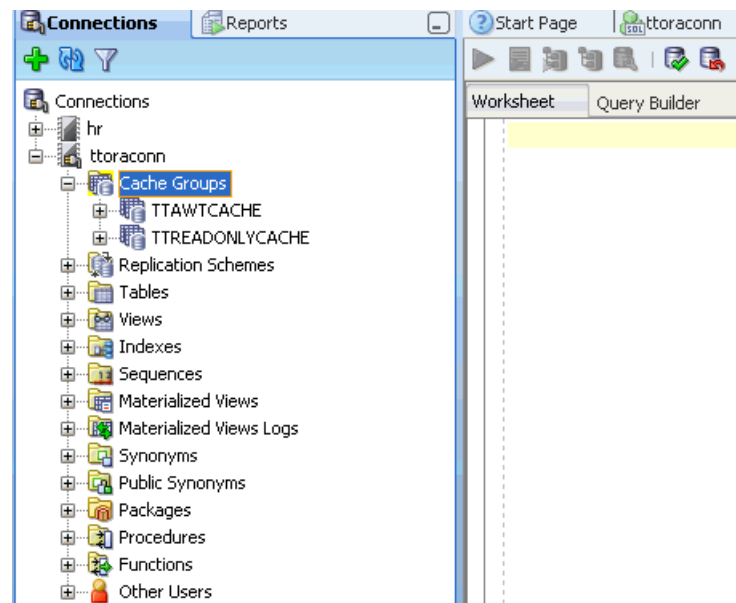 Connections Reports Start Page ttoraconn
Worksheet Query Builder
Connections
hr
ttoraconn
Cache Groups
TTAWTCACHE
TTREADONLYCACHE
Replication Schemes
Tables
Views
Indexes
Sequences
Materialized Views
Materialized Views Logs
Synonyms
Public Synonyms
Packages
Procedures
Functions
Other Users